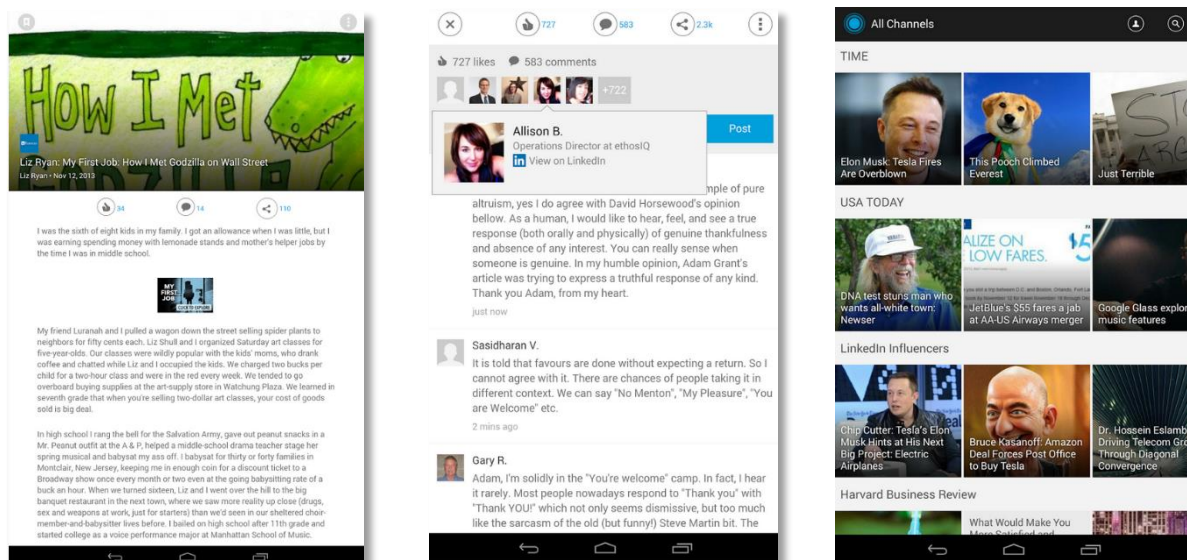 How I Met
GODZILLA
Liz Ryan: My First Job: How I Met Godzilla on Wall Street
Liz Ryan • Nov 12, 2013
34
14
110
I was the sixth of eight kids in my family. I got an allowance when I was little, but I
was earning spending money with lemonade stands and mother's helper jobs by
the time I was in middle school.
MY
FIRST
JOB
CLICK TO EXPLORE
My friend Luranah and I pulled a wagon down the street selling spider plants to
neighbors for fifty cents each. Liz Shull and I organized Saturday art classes for
five-year-olds. Our classes were wildly popular with the kids' moms, who drank
coffee and chatted while Liz and I occupied the kids. We charged two bucks per
child for a two-hour class and were in the red every week. We tended to go
overboard buying supplies at the art-supply store in Watchung Plaza. We learned in
seventh grade that when you're selling two-dollar art classes, your cost of goods
sold is big deal.
In high school I rang the bell for the Salvation Army, gave out peanut snacks in a
Mr. Peanut outfit at the A & P, helped a middle-school drama teacher stage her
spring musical and babysat my ass off. I babysat for thirty or forty families in
Montclair, New Jersey, keeping me in enough coin for a discount ticket to a
Broadway show once every month or two even at the going babysitting rate of a
buck an hour. When we turned sixteen, Liz and I went over the hill to the big
banquet restaurant in the next town, where we saw more reality up close (drugs,
sex and weapons at work, just for starters) than we'd seen in our sheltered choir-
member-and-babysitter lives before. I bailed on high school after 11th grade and
started college as a voice performance major at Manhattan School of Music.
727
583
2.3k
727 likes 583 comments
+722
Allison B.
Operations Director at ethosIQ
in View on LinkedIn
Post
mple of pure
altruism, yes I do agree with David Horsewood's opinion
bellow. As a human, I would like to hear, feel, and see a true
response (both orally and physically) of genuine thankfulness
and absence of any interest. You can really sense when
someone is genuine. In my humble opinion, Adam Grant's
article was trying to express a truthful response of any kind.
Thank you Adam, from my heart.
just now
Sasidharan V.
It is told that favours are done without expecting a return. So I
cannot agree with it. There are chances of people taking it in
different context. We can say "No Menton", "My Pleasure", "You
are Welcome" etc.
2 mins ago
Gary R.
Adam, I'm solidly in the "You're welcome" camp. In fact, I hear
it rarely. Most people nowadays respond to "Thank you" with
"Thank YOU!" which not only seems dismissive, but too much
like the sarcasm of the old (but funny!) Steve Martin bit. The
All Channels
TIME
Elon Musk: Tesla Fires
Are Overblown
This Pooch Climbed
Everest
Just Terrible
USA TODAY
DNA test stuns man who
wants all-white town:
Newser
ALIZE ON
LOW FARES.
JetBlue's $55 fares a jab
at AA-US Airways merger
Google Glass explor
music features
LinkedIn Influencers
Chip Cutter: Tesla's Elon
Musk Hints at His Next
Big Project: Electric
Airplanes
Bruce Kasanoff: Amazon
Deal Forces Post Office
to Buy Tesla
Dr. Hossein Eslamb
Driving Telecom Gro
Through Diagonal
Convergence
Harvard Business Review
What Would Make You
More Satisfied and